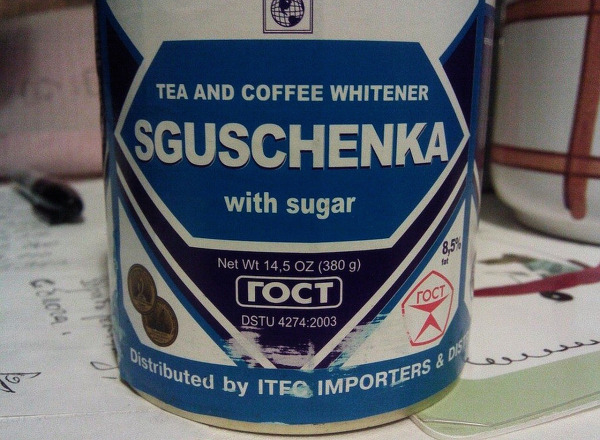 TEA AND COFFEE WHITENER
SGUSCHENKA
with sugar
8,5%
fat
Net Wt 14,5 OZ (380 g)
ГОСТ
ГОСТ
DSTU 4274:2003
Distributed by ITEC IMPORTERS &